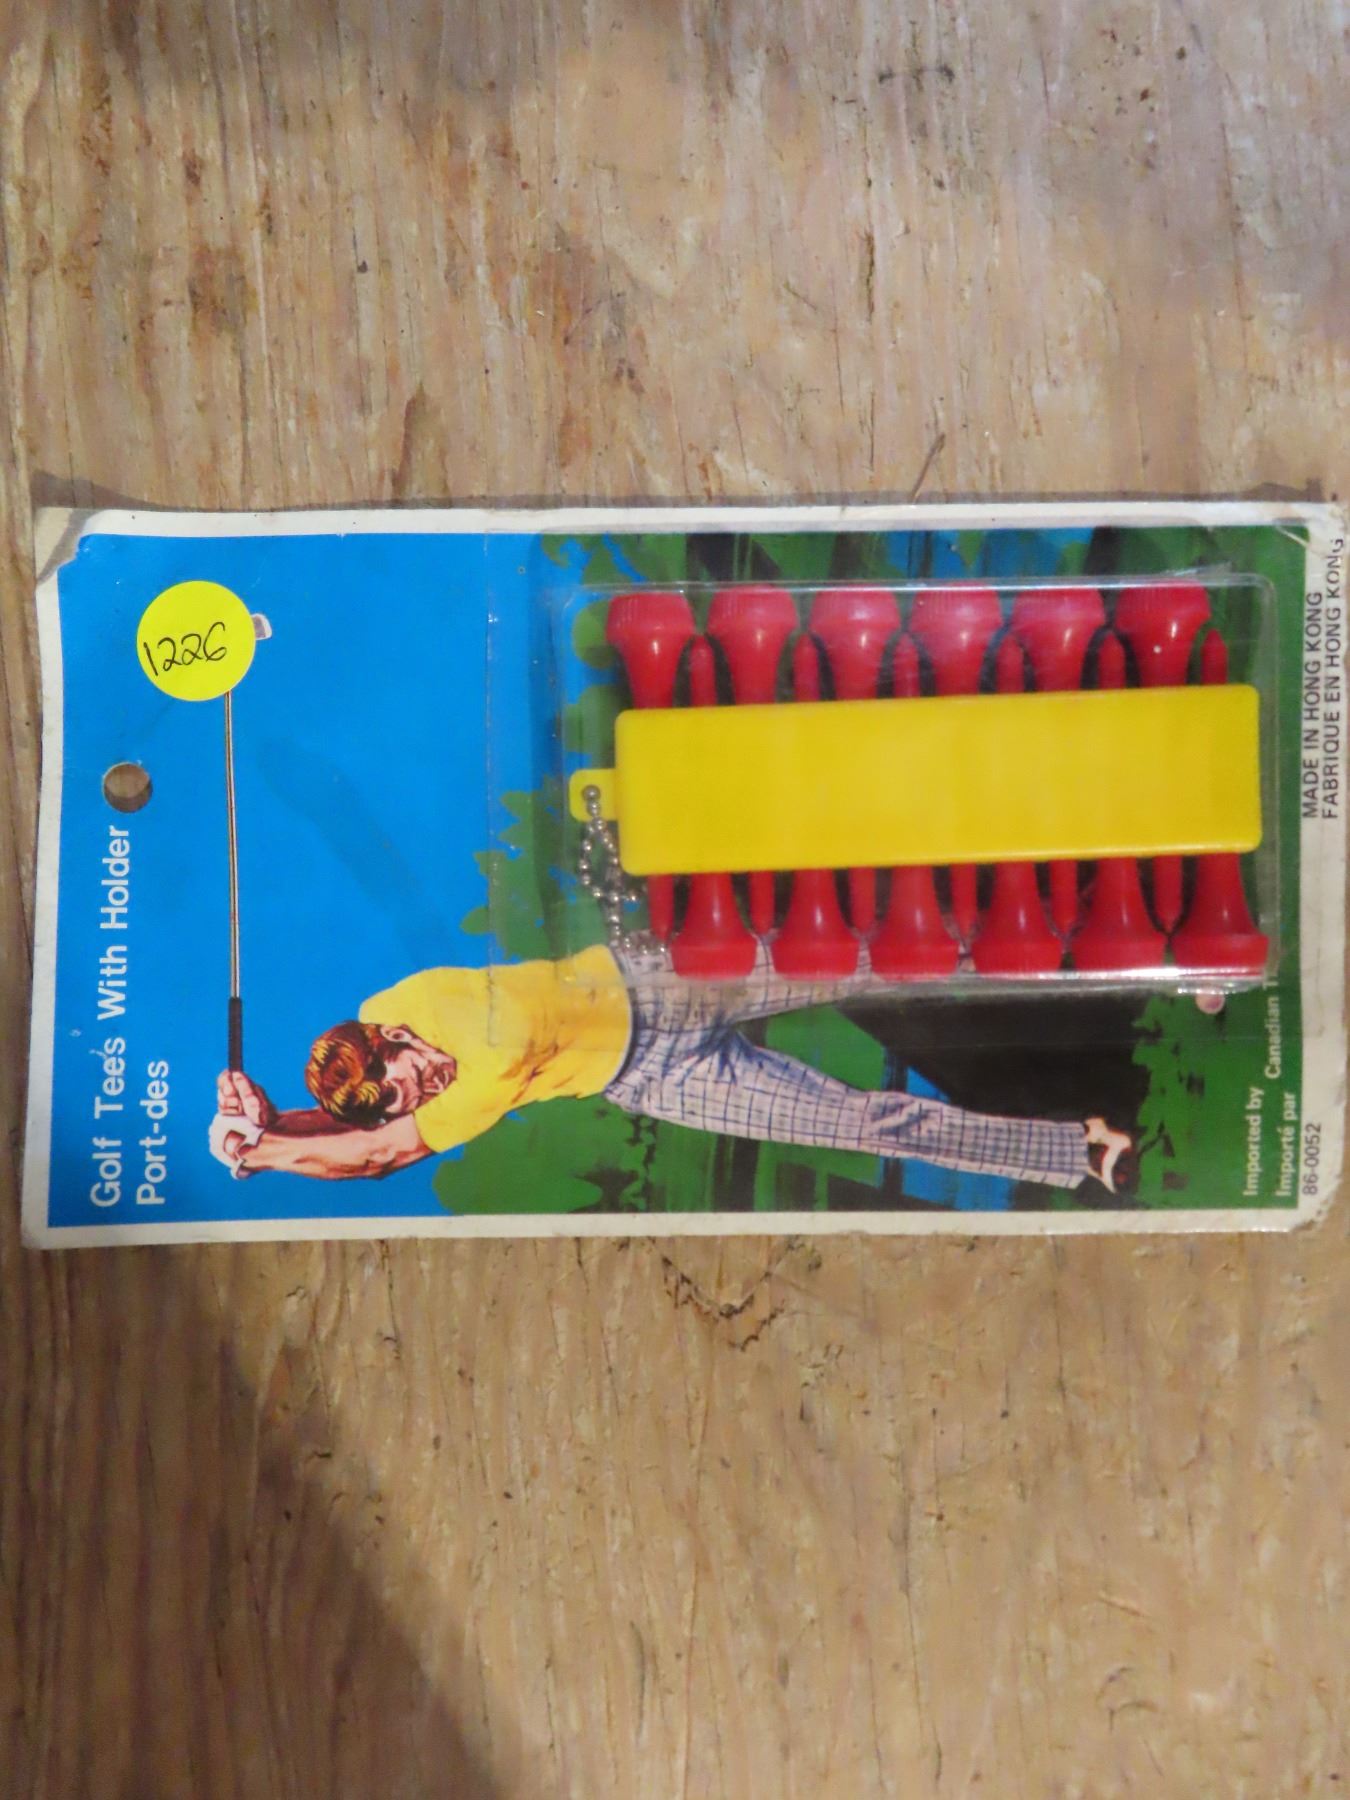 Golf Tee's With Holder
Port-des
1226
Imported by
Importé par
Canadian
86-0052
MADE IN HONG KONG
FABRIQUE EN HONG KONG